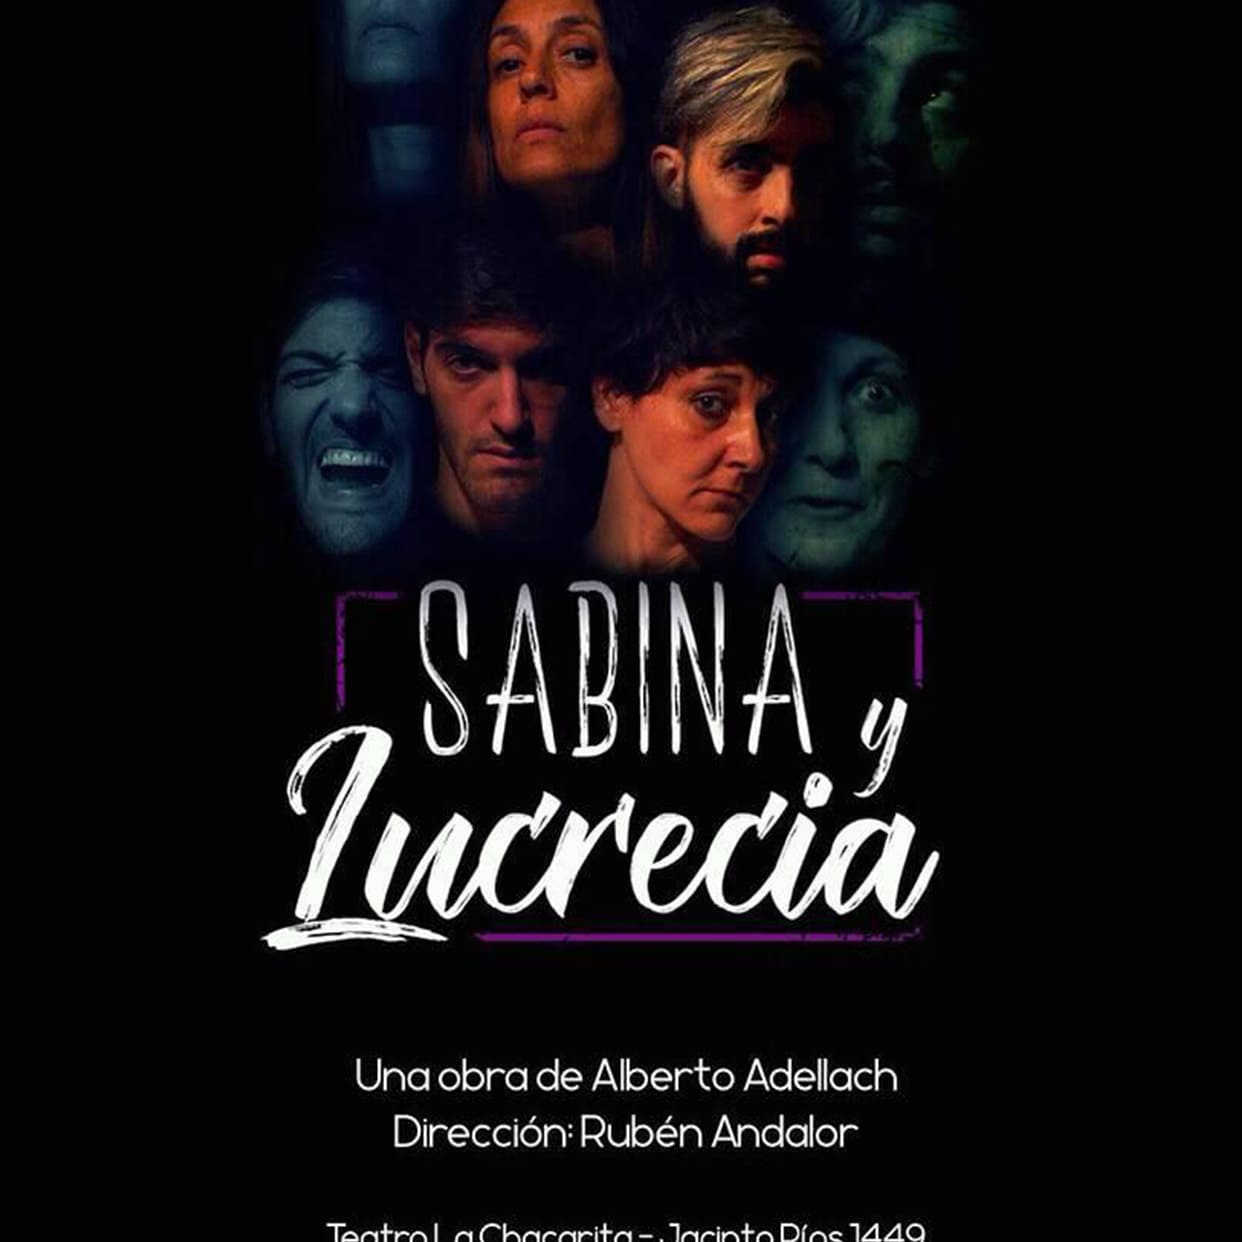 SABINA y
Lucrecia
Una obra de Alberto Adellach
Dirección: Rubén Andalor
Teatro La Chacarita - Jacinto Ríos 1449